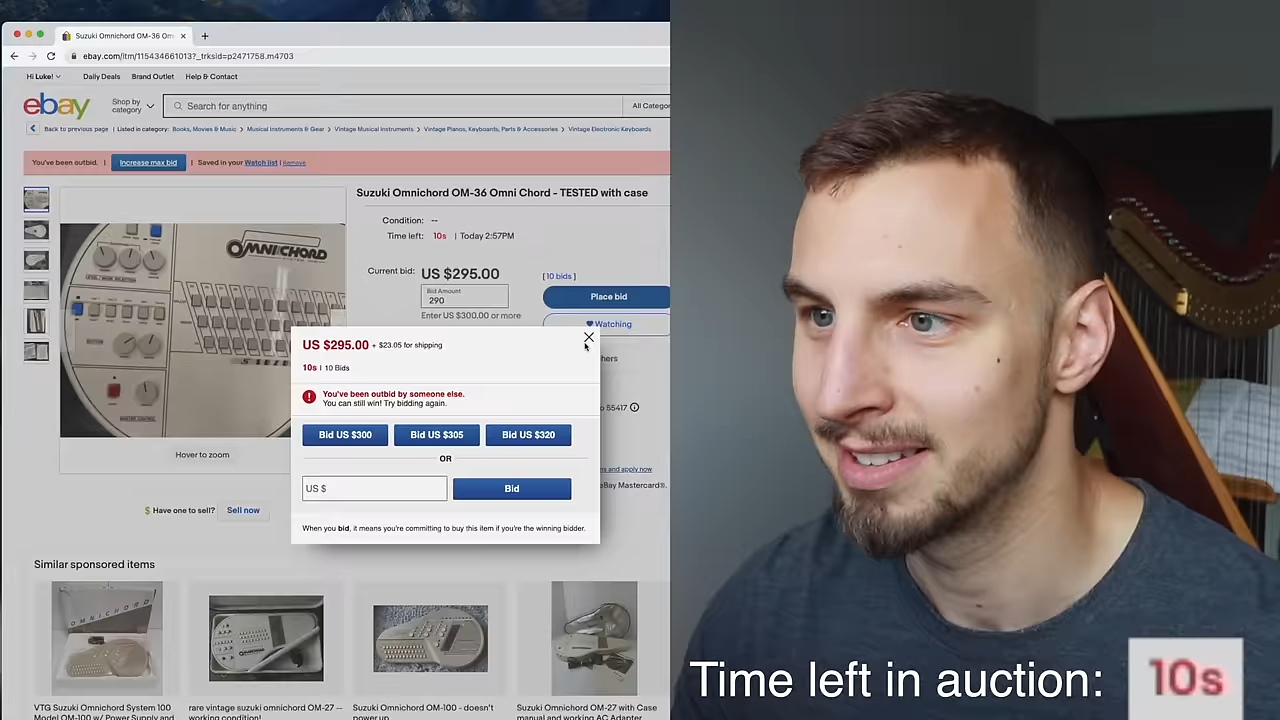 Suzuki Omnichord OM-36 Om
ebay.com/itm/115434661013?_trksid=p2471758.m4703
Hi Luke! Daily Deals Brand Outlet Help & Contact
ebay Shop by category Search for anything All Categor
Back to previous page | Listed in category: Books, Movies & Music > Musical Instruments & Gear > Vintage Musical Instruments > Vintage Pianos, Keyboards, Parts & Accessories > Vintage Electronic Keyboards
You've been outbid. | Increase max bid | Saved in your Watch list | Remove
Suzuki Omnichord OM-36 Omni Chord - TESTED with case
Condition: --
Time left: 10s | Today 2:57PM
Current bid: US $295.00 [ 10 bids ]
Bid Amount
290
Place bid
Enter US $300.00 or more
Watching
OMNICHORD
US $295.00 + $23.05 for shipping
10s | 10 Bids
You've been outbid by someone else.
You can still win! Try bidding again.
Bid US $300 Bid US $305 Bid US $320
OR
US $ Bid
When you bid, it means you're committing to buy this item if you're the winning bidder.
hers
o 55417
ns and apply now
eBay Mastercard®.
Hover to zoom
$ Have one to sell? Sell now
Similar sponsored items
OMNICHORD
VTG Suzuki Omnichord System 100
Model OM-100 w/ Power Supply and
rare vintage suzuki omnichord OM-27 --
working condition!
Suzuki Omnichord OM-100 - doesn't
power up
Suzuki Omnichord OM-27 with Case
manual and working AC Adapter
Time left in auction: 10s